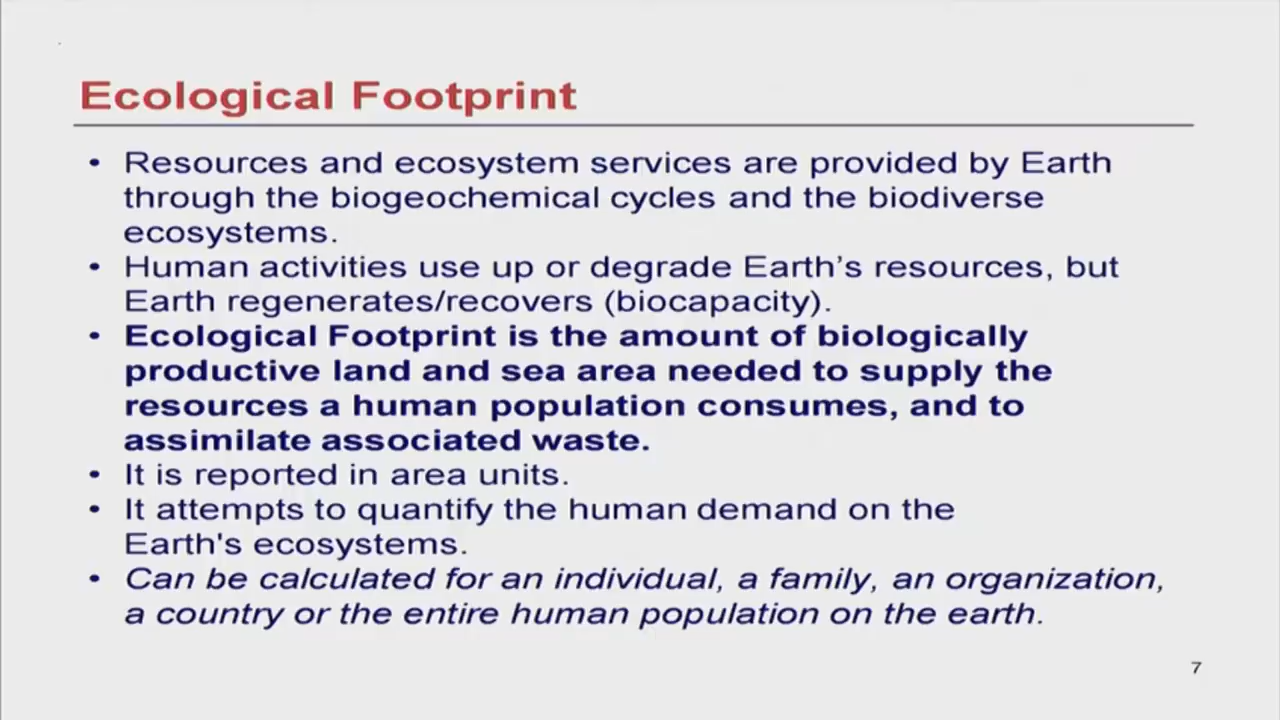 Ecological Footprint
• Resources and ecosystem services are provided by Earth
through the biogeochemical cycles and the biodiverse
ecosystems.
• Human activities use up or degrade Earth’s resources, but
Earth regenerates/recovers (biocapacity).
• Ecological Footprint is the amount of biologically
productive land and sea area needed to supply the
resources a human population consumes, and to
assimilate associated waste.
• It is reported in area units.
• It attempts to quantify the human demand on the
Earth's ecosystems.
• Can be calculated for an individual, a family, an organization,
a country or the entire human population on the earth.
7